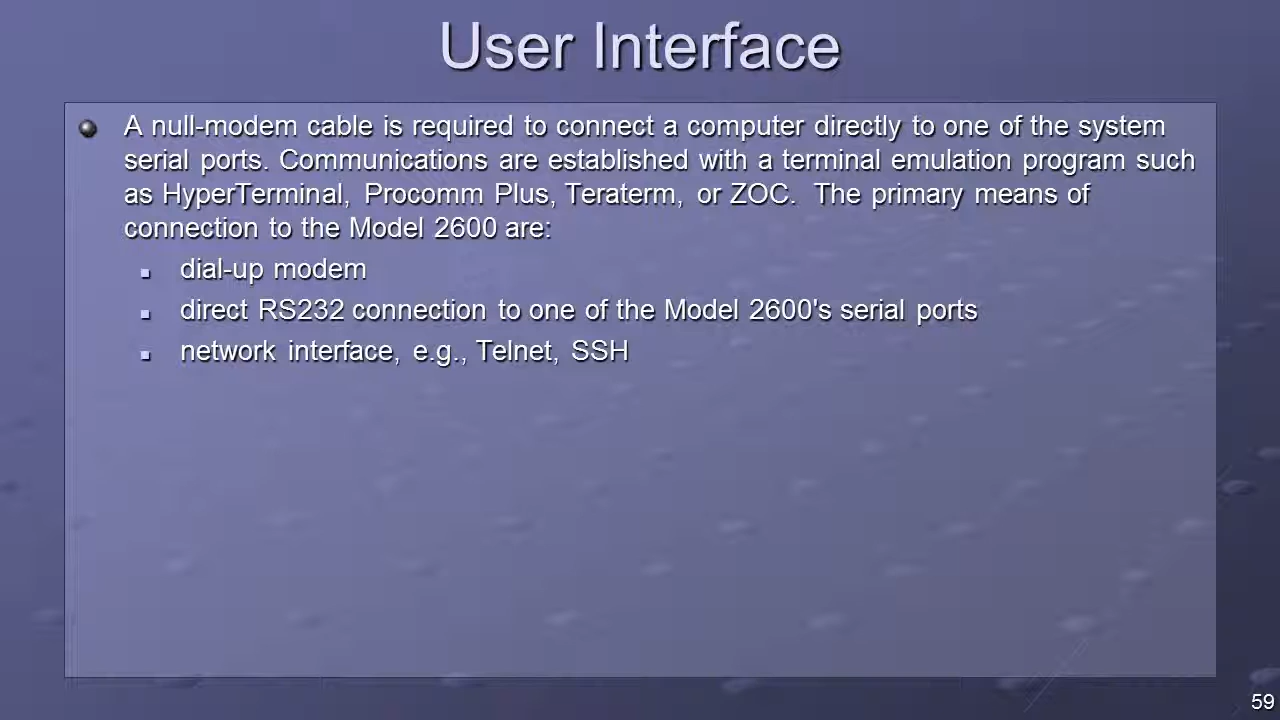 User Interface
A null-modem cable is required to connect a computer directly to one of the system
serial ports. Communications are established with a terminal emulation program such
as HyperTerminal, Procomm Plus, Teraterm, or ZOC.  The primary means of
connection to the Model 2600 are:
dial-up modem
direct RS232 connection to one of the Model 2600's serial ports
network interface, e.g., Telnet, SSH
59